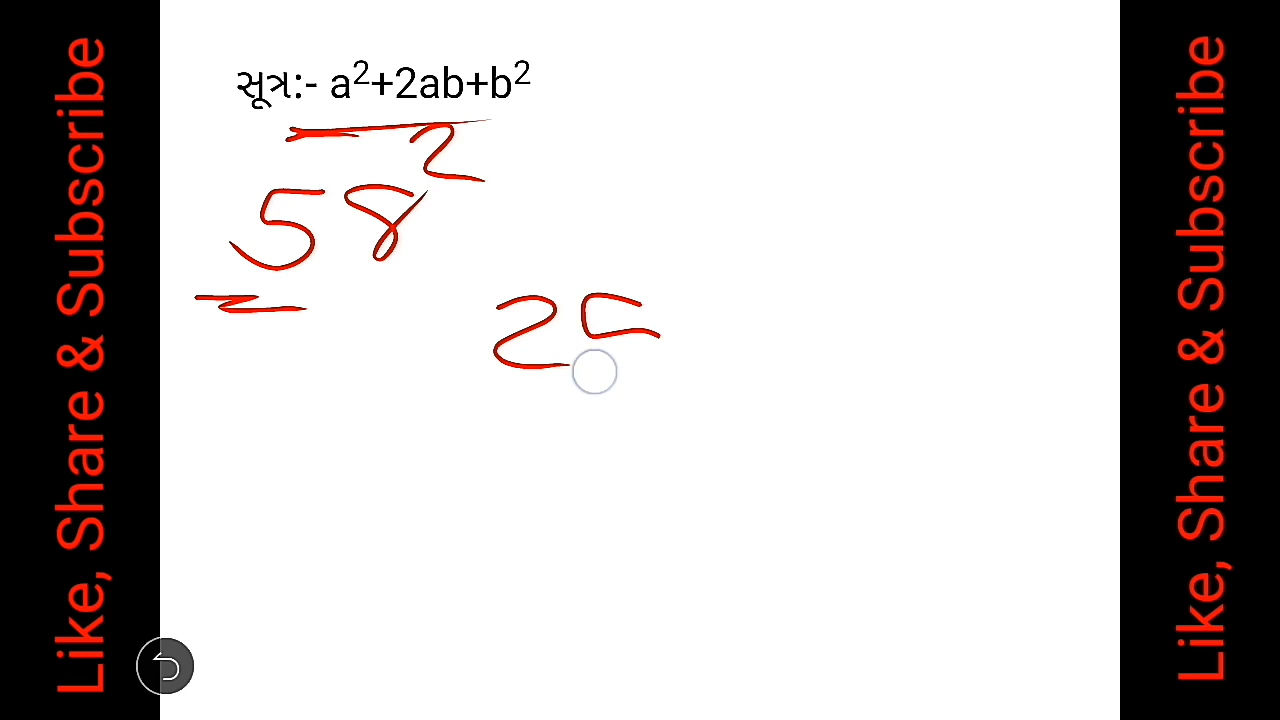 Like, Share & Subscribe
સૂત્ર:- a²+2ab+b²
58²
25
Like, Share & Subscribe